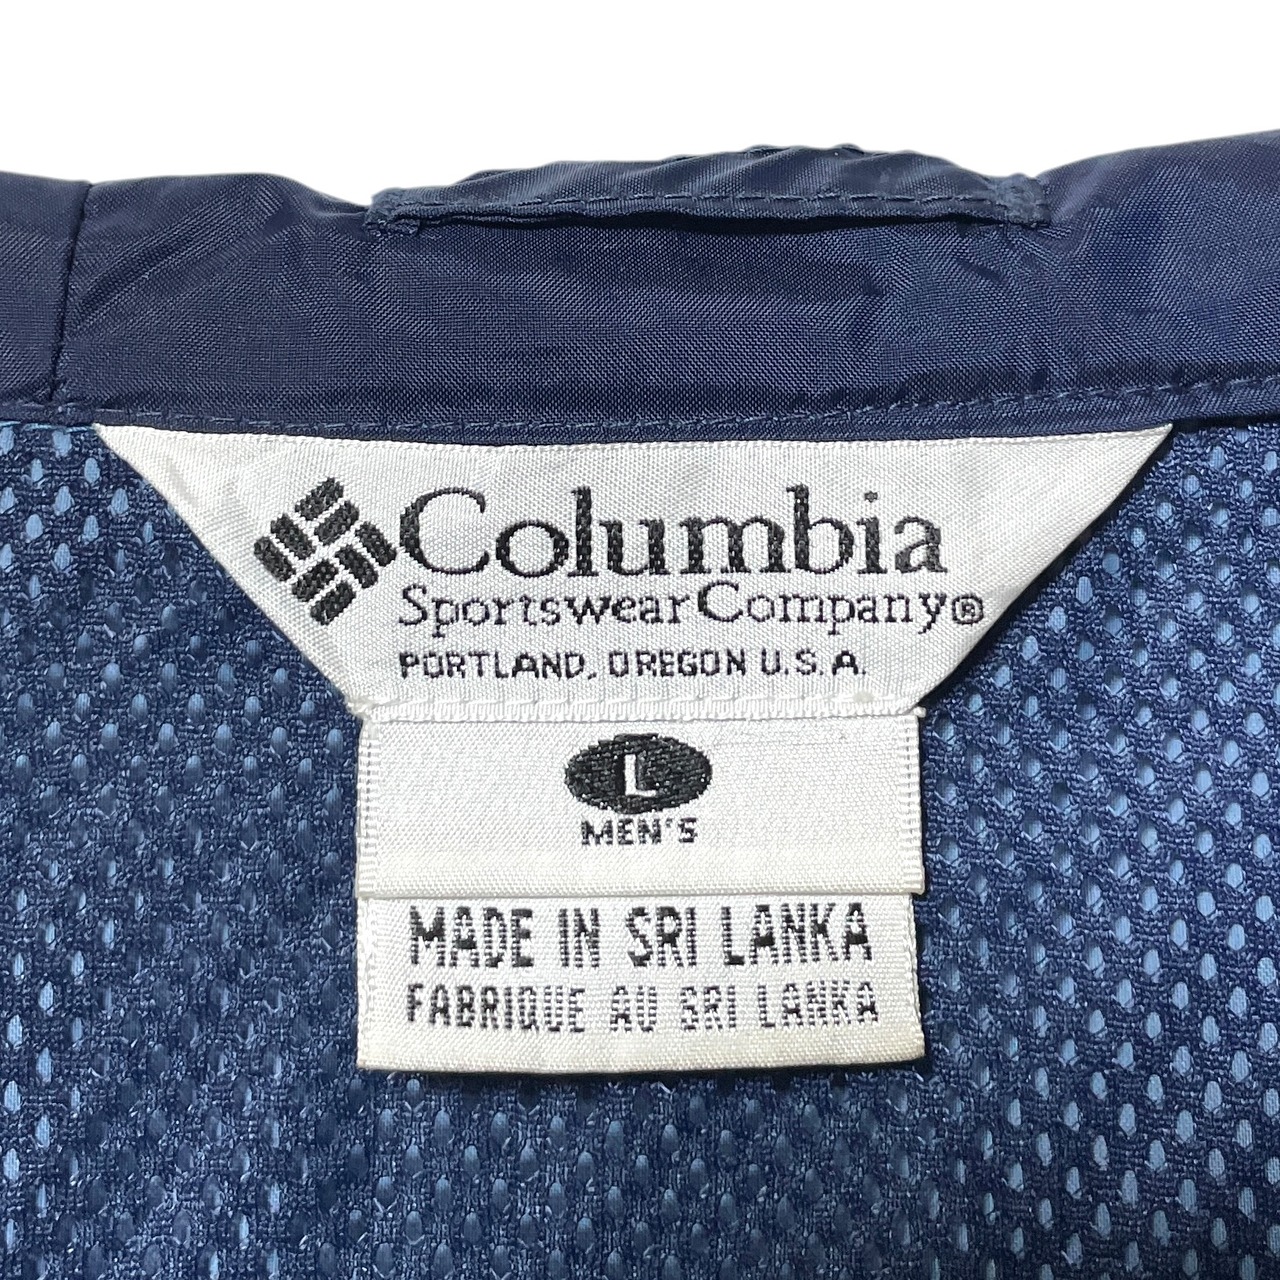 Columbia
Sportswear Company®
PORTLAND, OREGON U.S.A.
L
MEN'S
MADE IN SRI LANKA
FABRIQUE AU SRI LANKA